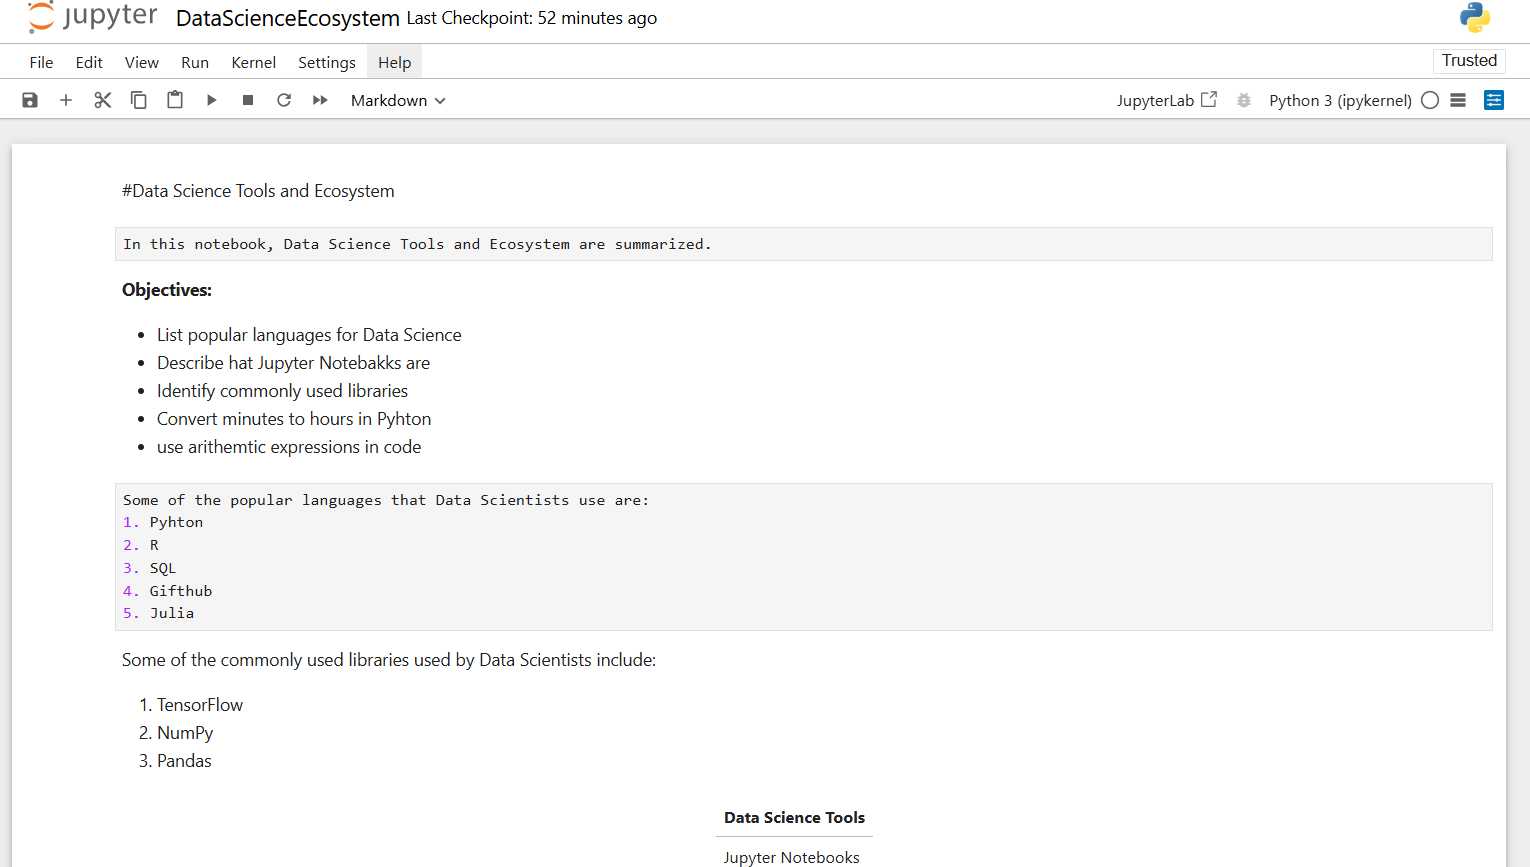 jupyter DataScienceEcosystem Last Checkpoint: 52 minutes ago
File Edit View Run Kernel Settings Help Trusted
Markdown JupyterLab Python 3 (ipykernel)
#Data Science Tools and Ecosystem
In this notebook, Data Science Tools and Ecosystem are summarized.
Objectives:
• List popular languages for Data Science
• Describe hat Jupyter Notebakks are
• Identify commonly used libraries
• Convert minutes to hours in Pyhton
• use arithemtic expressions in code
Some of the popular languages that Data Scientists use are:
1. Pyhton
2. R
3. SQL
4. Gifthub
5. Julia
Some of the commonly used libraries used by Data Scientists include:
1. TensorFlow
2. NumPy
3. Pandas
Data Science Tools
Jupyter Notebooks